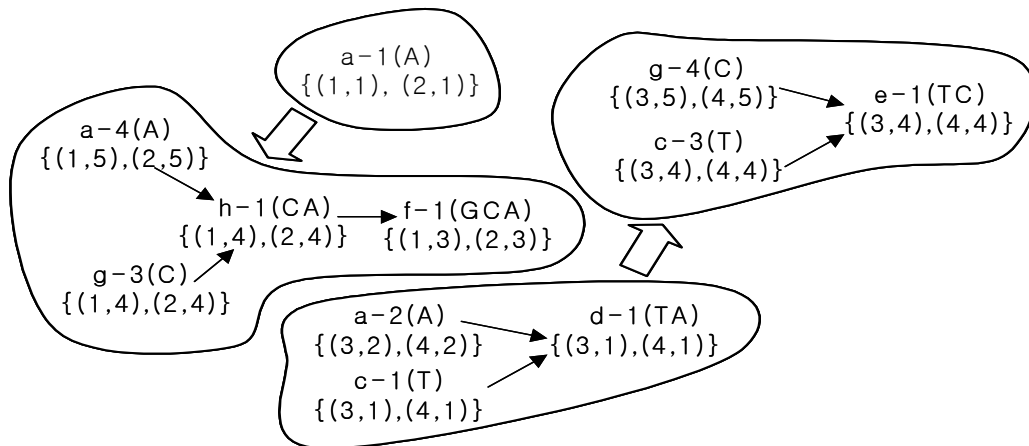 a-1(A)
{(1,1), (2,1)}
a-4(A)
{(1,5),(2,5)}
h-1(CA)
{(1,4),(2,4)}
f-1(GCA)
{(1,3),(2,3)}
g-3(C)
{(1,4),(2,4)}
g-4(C)
{(3,5),(4,5)}
e-1(TC)
{(3,4),(4,4)}
c-3(T)
{(3,4),(4,4)}
a-2(A)
{(3,2),(4,2)}
d-1(TA)
{(3,1),(4,1)}
c-1(T)
{(3,1),(4,1)}